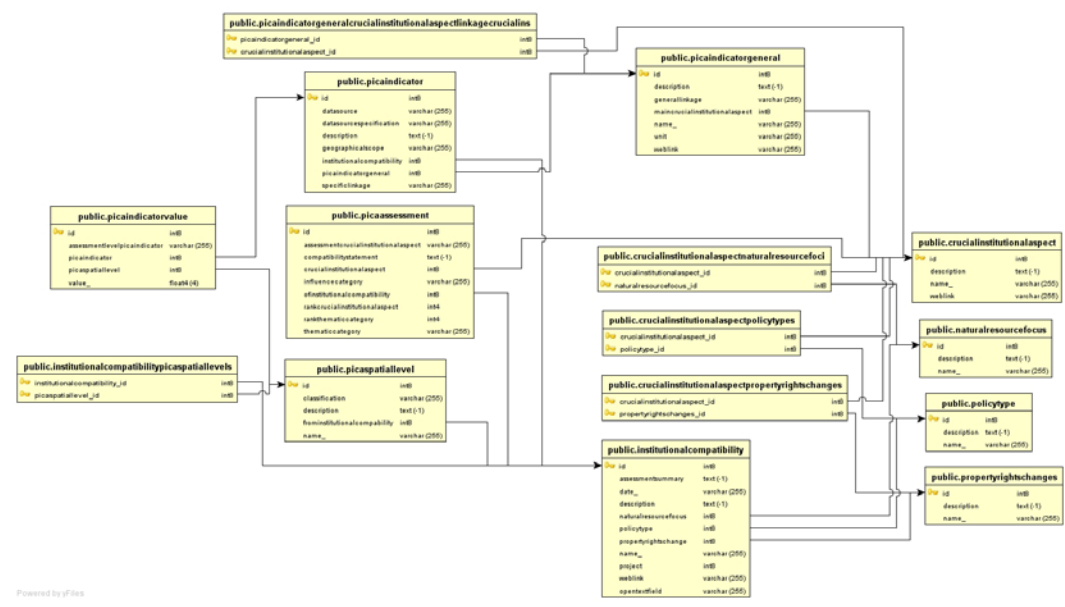 public.picaindicatorgeneralcrucialinstitutionalaspectlinkagecrucialins
picaindicatorgeneral_id int8
crucialinstitutionalaspect_id int8
public.picaindicatorgeneral
id int8
description text (-1)
generallinkage varchar (255)
maincrucialinstitutionalaspect int8
name_ varchar (255)
unit varchar (255)
weblink varchar (255)
public.picaindicator
id int8
datasource varchar (255)
datasourcespecification varchar (255)
description text (-1)
geographicalscope varchar (255)
institutionalcompatibility int8
picaindicatorgeneral int8
specificlinkage varchar (255)
public.picaindicatorvalue
id int8
assessmentlevelpicaindicator varchar (255)
picaindicator int8
picaspatiallevel int8
value_ float4 (4)
public.picaassessment
id int8
assessmentcrucialinstitutionalaspect varchar (255)
compatibilitystatement text (-1)
crucialinstitutionalaspect int8
influencecategory varchar (255)
ofinstitutionalcompatibility int8
rankcrucialinstitutionalaspect int4
rankthematiccategory int4
thematiccategory varchar (255)
public.crucialinstitutionalaspect
id int8
description text (-1)
name_ varchar (255)
weblink varchar (255)
public.crucialinstitutionalaspectnaturalresourcefoci
crucialinstitutionalaspect_id int8
naturalresourcefocus_id int8
public.crucialinstitutionalaspectpolicytypes
crucialinstitutionalaspect_id int8
policytype_id int8
public.naturalresourcefocus
id int8
description text (-1)
name_ varchar (255)
public.institutionalcompatibilitypicaspatiallevels
institutionalcompatibility_id int8
picaspatiallevel_id int8
public.picaspatiallevel
id int8
classification varchar (255)
description text (-1)
frominstitutionalcompability int8
name_ varchar (255)
public.crucialinstitutionalaspectpropertyrightschanges
crucialinstitutionalaspect_id int8
propertyrightschanges_id int8
public.policytype
id int8
description text (-1)
name_ varchar (255)
public.institutionalcompatibility
id int8
assessmentsummary text (-1)
date_ varchar (255)
description text (-1)
naturalresourcefocus int8
policytype int8
propertyrightschange int8
name_ varchar (255)
project int8
weblink varchar (255)
opentextfield varchar (255)
public.propertyrightschanges
id int8
description text (-1)
name_ varchar (255)
Powered by yFiles